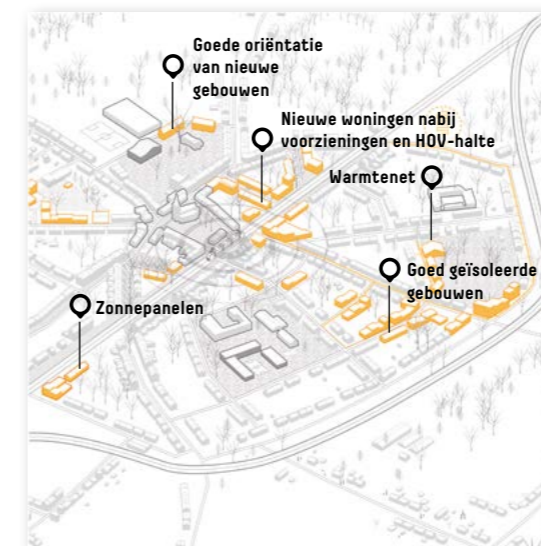 Goede oriëntatie
van nieuwe
gebouwen
Nieuwe woningen nabij
voorzieningen en HOV-halte
Warmtenet
Goed geïsoleerde
gebouwen
Zonnepanelen